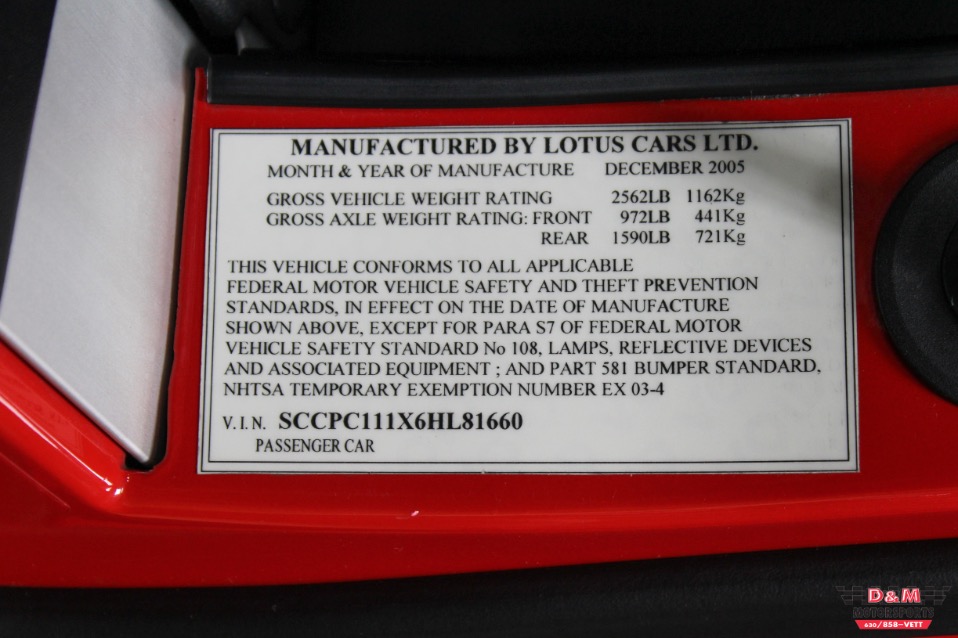 MANUFACTURED BY LOTUS CARS LTD.
MONTH & YEAR OF MANUFACTURE DECEMBER 2005
GROSS VEHICLE WEIGHT RATING 2562LB 1162Kg
GROSS AXLE WEIGHT RATING: FRONT 972LB 441Kg
REAR 1590LB 721Kg
THIS VEHICLE CONFORMS TO ALL APPLICABLE
FEDERAL MOTOR VEHICLE SAFETY AND THEFT PREVENTION
STANDARDS, IN EFFECT ON THE DATE OF MANUFACTURE
SHOWN ABOVE, EXCEPT FOR PARA S7 OF FEDERAL MOTOR
VEHICLE SAFETY STANDARD No 108, LAMPS, REFLECTIVE DEVICES
AND ASSOCIATED EQUIPMENT ; AND PART 581 BUMPER STANDARD,
NHTSA TEMPORARY EXEMPTION NUMBER EX 03-4
V.I.N. SCCPC111X6HL81660
PASSENGER CAR
D&M
MOTORSPORTS
630/858-VETT